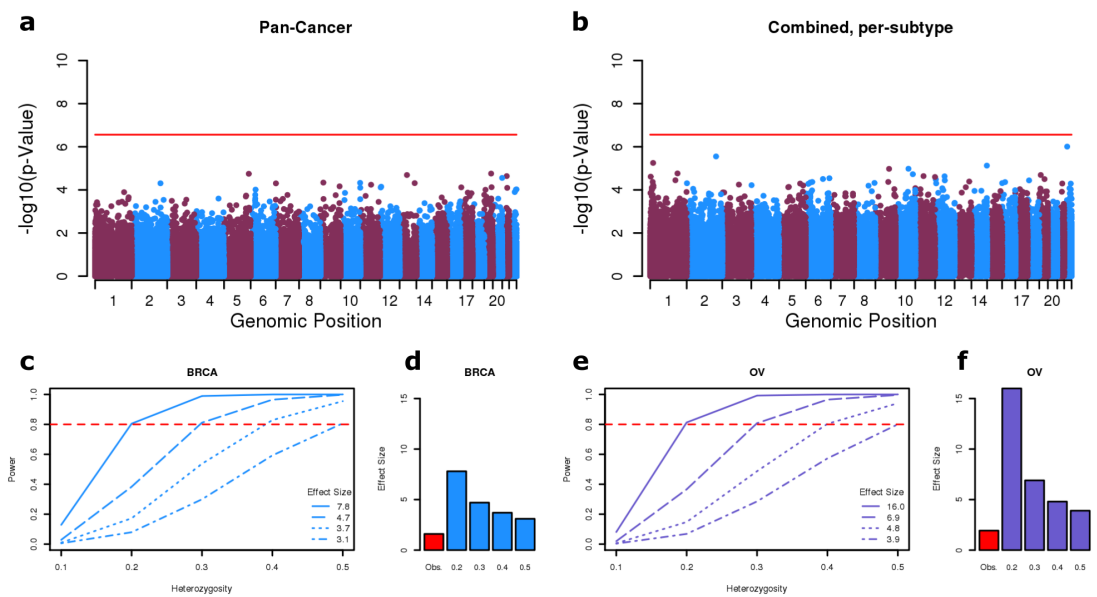 a
Pan-Cancer
-log10(p-Value)
10
8
6
4
2
0
1 2 3 4 5 6 7 8 10 12 14 17 20
Genomic Position
b
Combined, per-subtype
-log10(p-Value)
10
8
6
4
2
0
1 2 3 4 5 6 7 8 10 12 14 17 20
Genomic Position
c
BRCA
Power
1.0
0.8
0.6
0.4
0.2
0.0
Effect Size
7.8
4.7
3.7
3.1
0.1 0.2 0.3 0.4 0.5
Heterozygosity
d
BRCA
Effect Size
15
10
5
0
Obs. 0.2 0.3 0.4 0.5
e
OV
Power
1.0
0.8
0.6
0.4
0.2
0.0
Effect Size
16.0
6.9
4.8
3.9
0.1 0.2 0.3 0.4 0.5
Heterozygosity
f
OV
Effect Size
15
10
5
0
Obs. 0.2 0.3 0.4 0.5